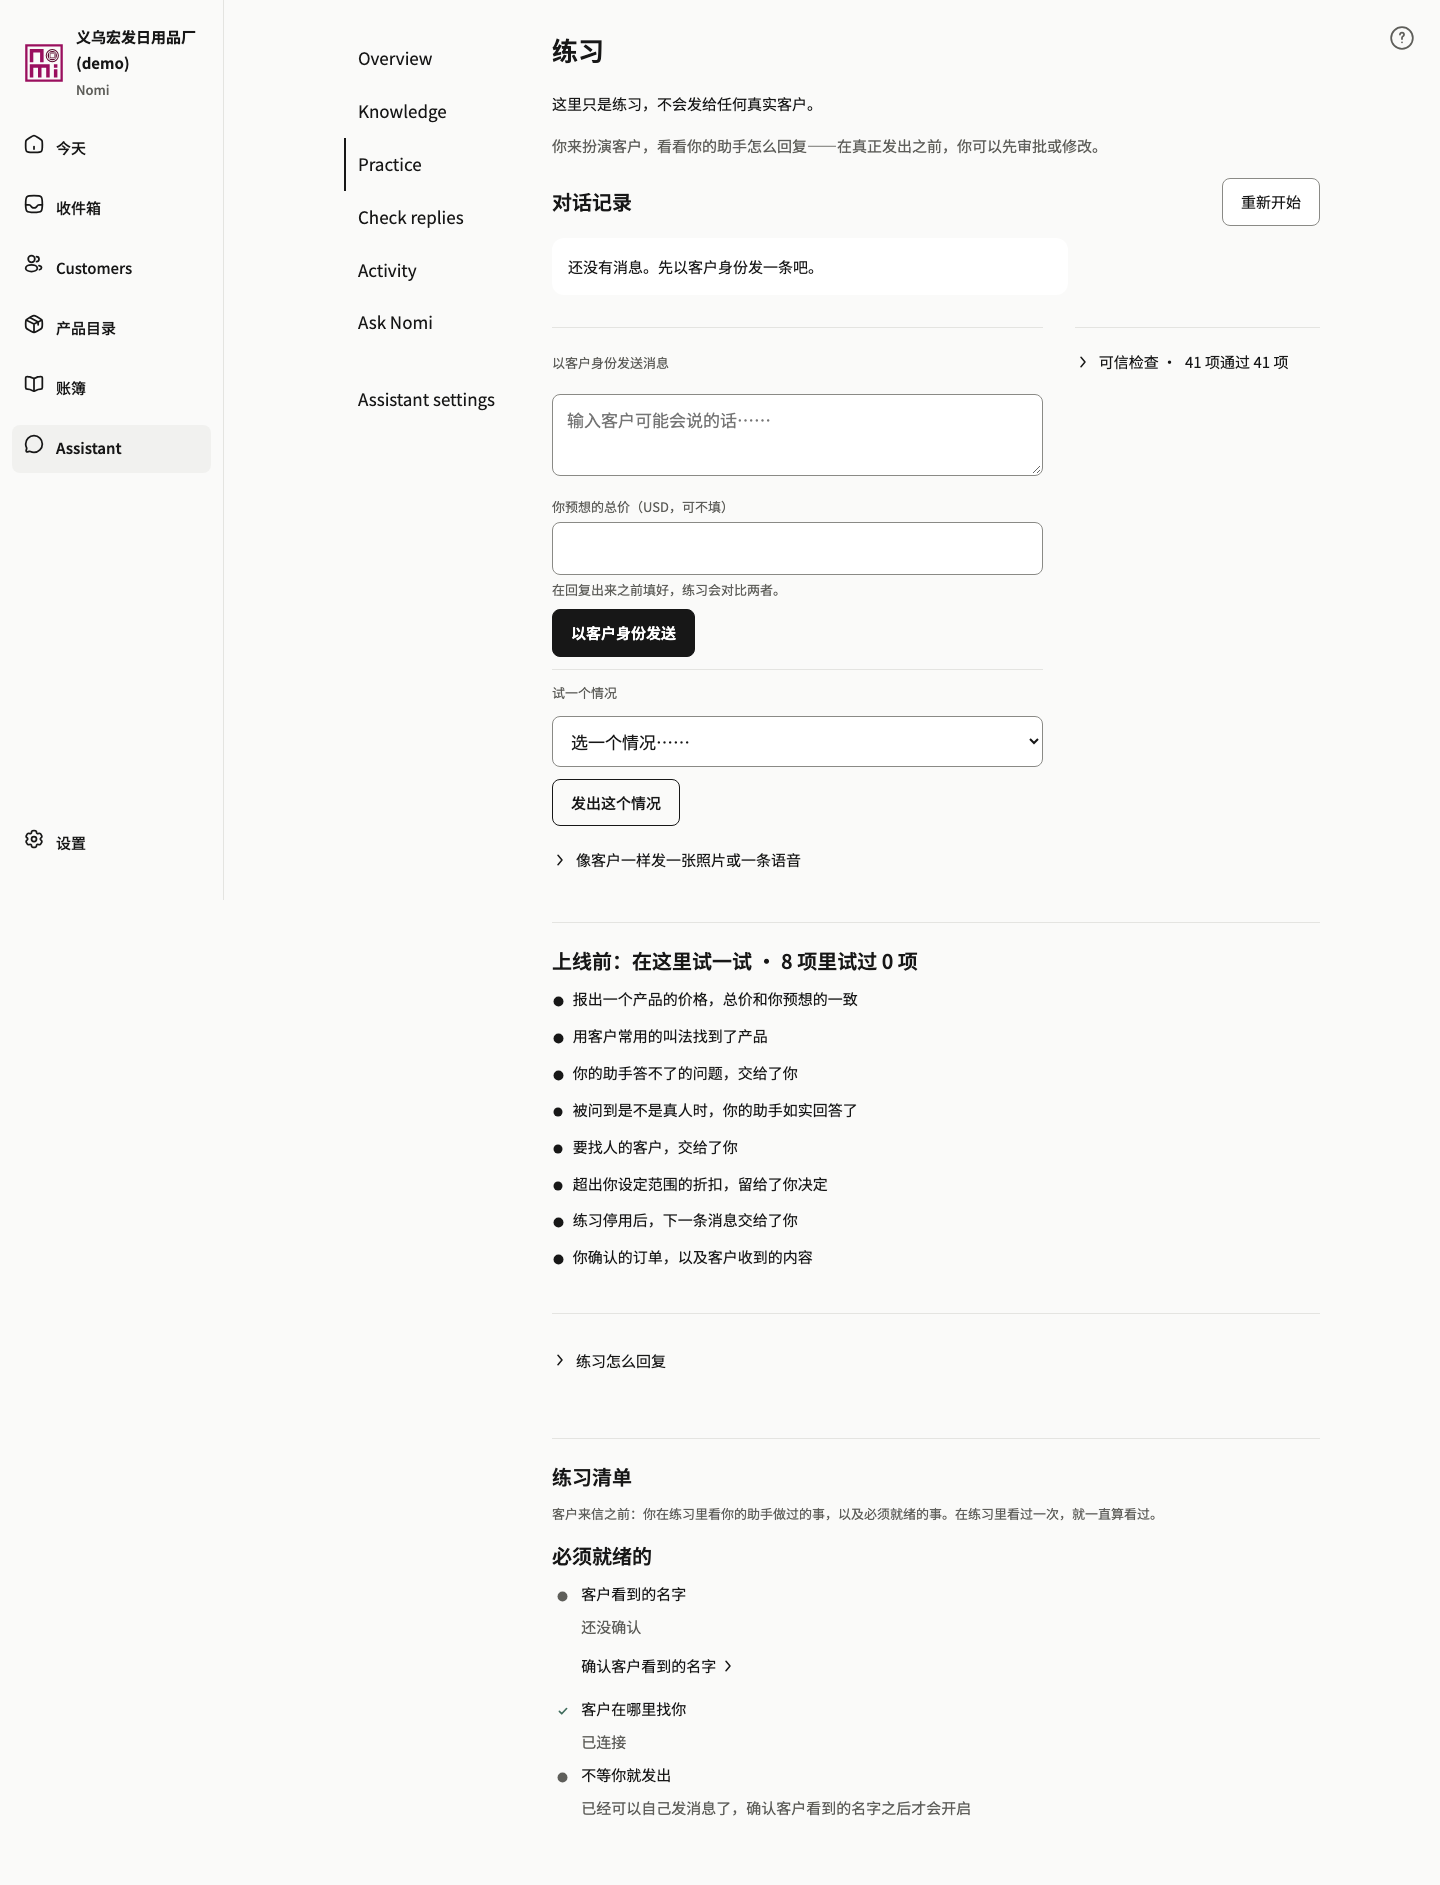 义乌宏发日用品厂
(demo)
Nomi
今天
收件箱
Customers
产品目录
账簿
Assistant
设置
Overview
Knowledge
Practice
Check replies
Activity
Ask Nomi
Assistant settings
练习
这里只是练习，不会发给任何真实客户。
你来扮演客户，看看你的助手怎么回复——在真正发出之前，你可以先审批或修改。
对话记录
重新开始
还没有消息。先以客户身份发一条吧。
以客户身份发送消息
输入客户可能会说的话……
你预想的总价（USD，可不填）
在回复出来之前填好，练习会对比两者。
以客户身份发送
试一个情况
选一个情况……
发出这个情况
像客户一样发一张照片或一条语音
可信检查 · 41 项通过 41 项
上线前：在这里试一试 · 8 项里试过 0 项
报出一个产品的价格，总价和你预想的一致
用客户常用的叫法找到了产品
你的助手答不了的问题，交给了你
被问到是不是真人时，你的助手如实回答了
要找人的客户，交给了你
超出你设定范围的折扣，留给了你决定
练习停用后，下一条消息交给了你
你确认的订单，以及客户收到的内容
练习怎么回复
练习清单
客户来信之前：你在练习里看你的助手做过的事，以及必须就绪的事。在练习里看过一次，就一直算看过。
必须就绪的
客户看到的名字
还没确认
确认客户看到的名字
客户在哪里找你
已连接
不等你就发出
已经可以自己发消息了，确认客户看到的名字之后才会开启